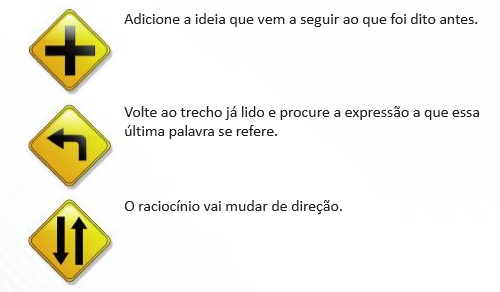 Adicione a ideia que vem a seguir ao que foi dito antes.
Volte ao trecho já lido e procure a expressão a que essa
última palavra se refere.
O raciocínio vai mudar de direção.